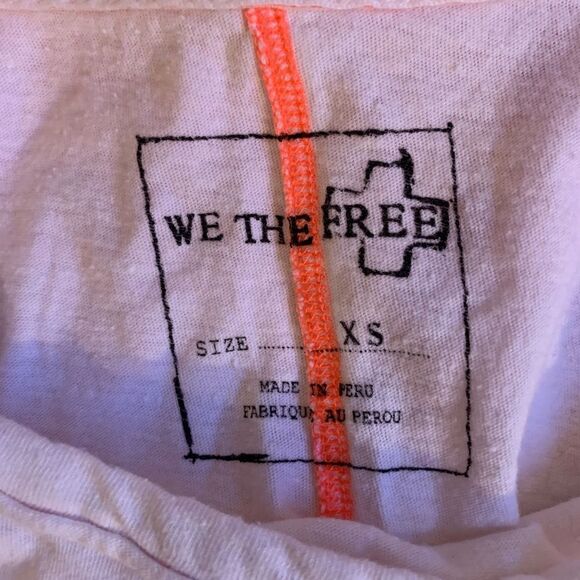 WE THE FREE
SIZE ............ XS ............
MADE IN PERU
FABRIQUE AU PEROU